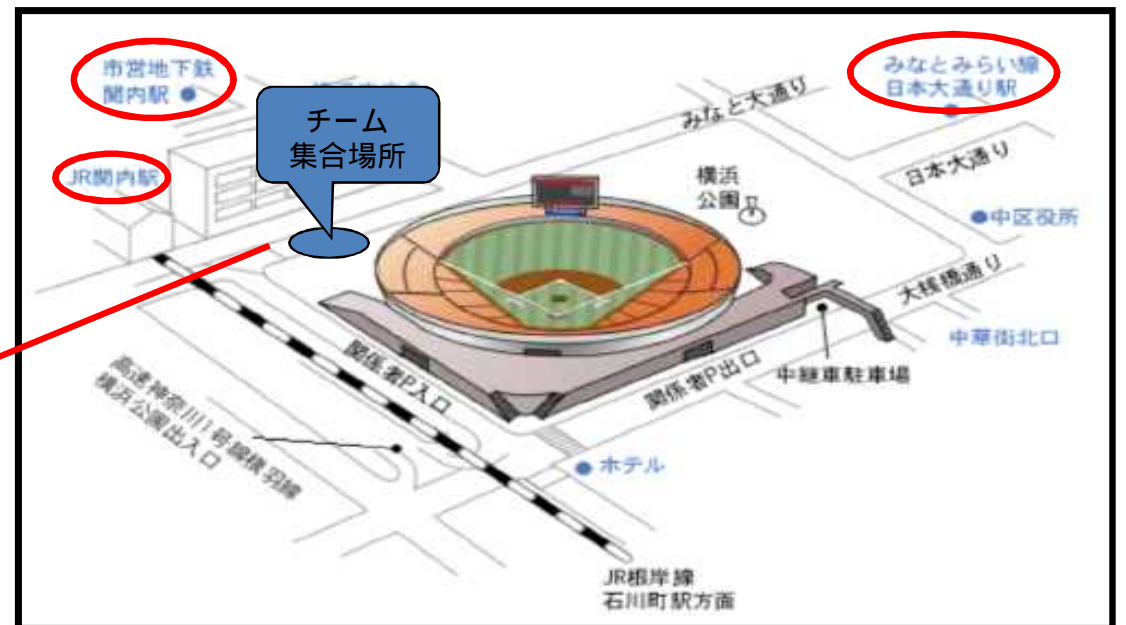 市営地下鉄
関内駅
みなとみらい線
日本大通り駅
チーム
集合場所
みなと大通り
JR関内駅
横浜
公園
日本大通り
中区役所
大桟橋通り
中華街北口
関係者P入口
関係者P出口
中継車駐車場
高速神奈川1号線横羽線
横浜公園出入口
ホテル
JR根岸線
石川町駅方面